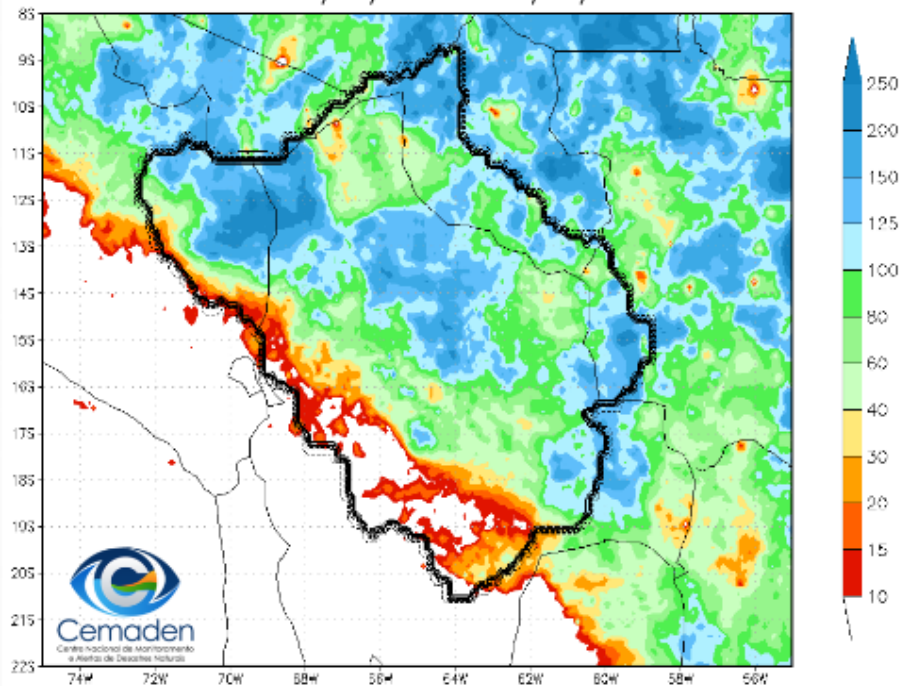 8S
9S
10S
11S
12S
13S
14S
15S
16S
17S
18S
19S
20S
21S
22S
74W
72W
70W
68W
66W
64W
62W
60W
58W
56W
250
200
150
125
100
80
60
40
30
20
15
10
Cemaden
Centro Nacional de Monitoramento
e Alertas de Desastres Naturais